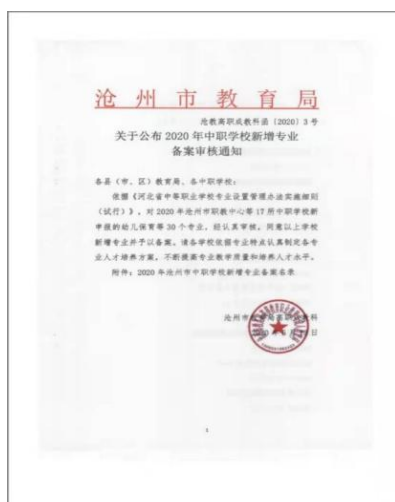 沧州市教育局
沧教高职成教科函〔2020〕3号
关于公布2020年中职学校新增专业
备案审核通知
各县（市、区）教育局、各中职学校：
依据《河北省中等职业学校专业设置管理办法实施细则
（试行）》，对2020年沧州市职教中心等17所中职学校新
申报的幼儿保育等30个专业，经认真审核，同意以上学校
新增专业并予以备案。请各学校依据专业特点认真制定各专
业人才培养方案，不断提高专业教学质量和培养人才水平。
附件：2020年沧州市中职学校新增专业备案名录
沧州市教育局高职成教科
日
1